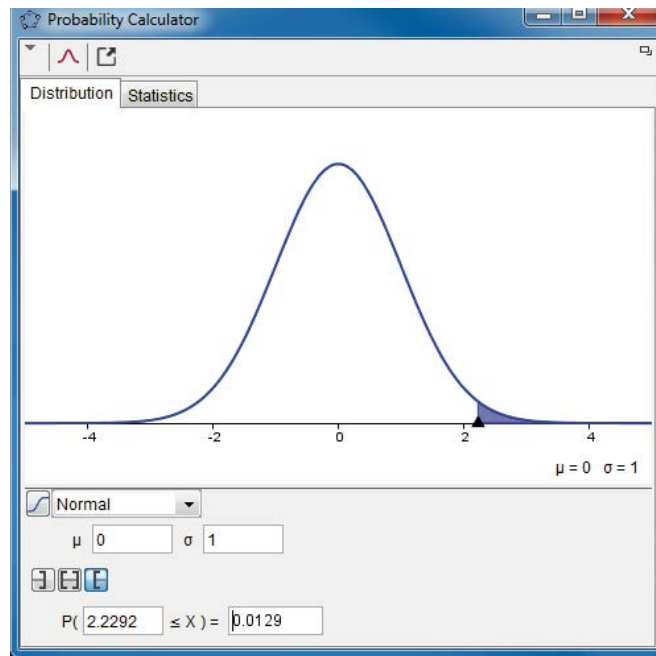 Probability Calculator
Distribution Statistics
-4 -2 0 2 4
μ = 0 σ = 1
Normal
μ 0 σ 1
P( 2.2292 ≤ X ) = 0.0129